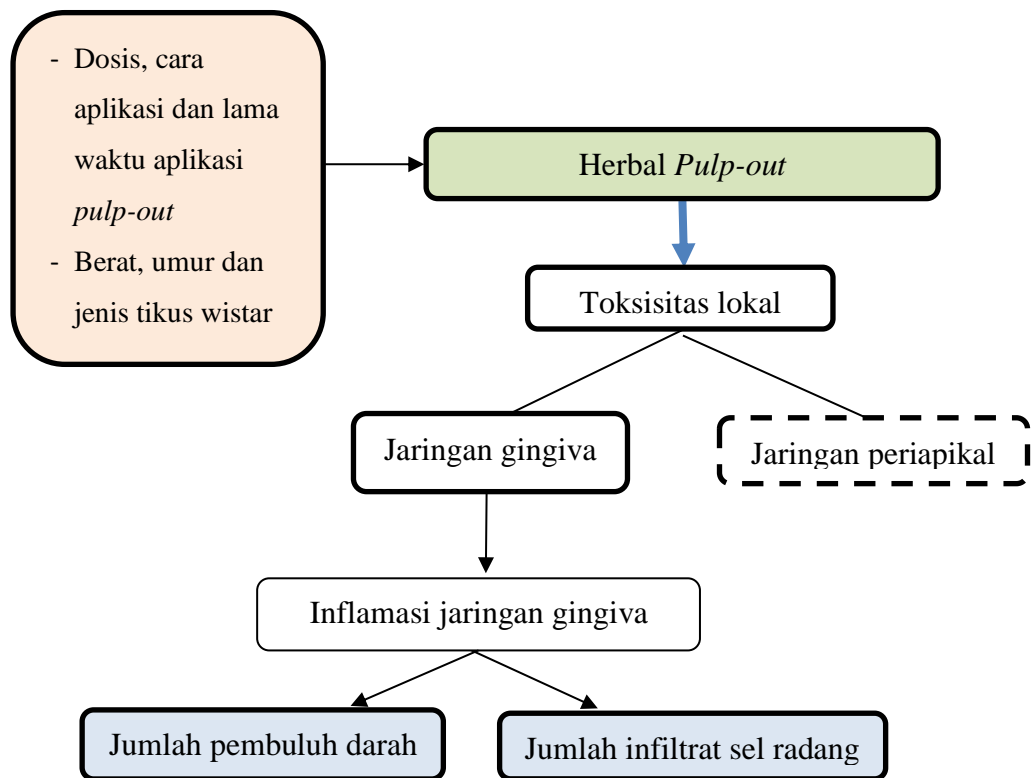 - Dosis, cara
aplikasi dan lama
waktu aplikasi
pulp-out
- Berat, umur dan
jenis tikus wistar
Herbal Pulp-out
Toksisitas lokal
Jaringan gingiva
Jaringan periapikal
Inflamasi jaringan gingiva
Jumlah pembuluh darah
Jumlah infiltrat sel radang